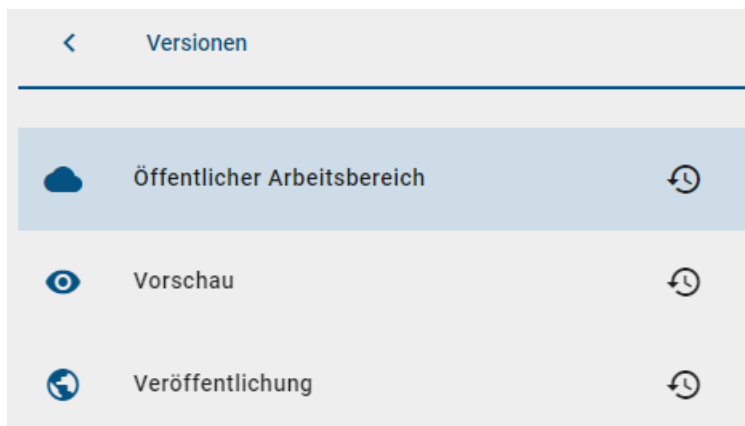 Versionen
Öffentlicher Arbeitsbereich
Vorschau
Veröffentlichung